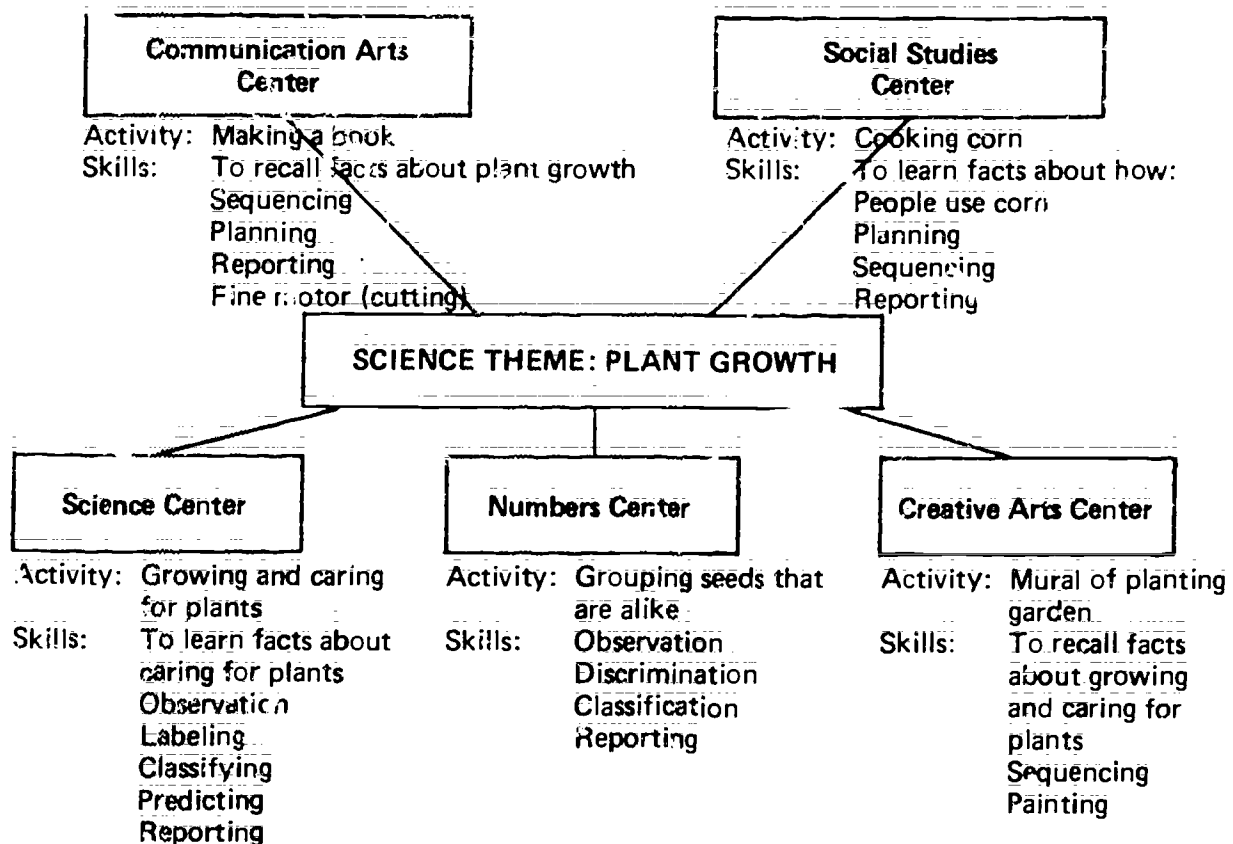 Communication Arts
Center
Activity: Making a book
Skills: To recall facts about plant growth
Sequencing
Planning
Reporting
Fine motor (cutting)
Social Studies
Center
Activity: Cooking corn
Skills: To learn facts about how:
People use corn
Planning
Sequencing
Reporting
SCIENCE THEME: PLANT GROWTH
Science Center
Activity: Growing and caring
for plants
Skills: To learn facts about
caring for plants
Observation
Labeling
Classifying
Predicting
Reporting
Numbers Center
Activity: Grouping seeds that
are alike
Skills: Observation
Discrimination
Classification
Reporting
Creative Arts Center
Activity: Mural of planting
garden
Skills: To recall facts
about growing
and caring for
plants
Sequencing
Painting